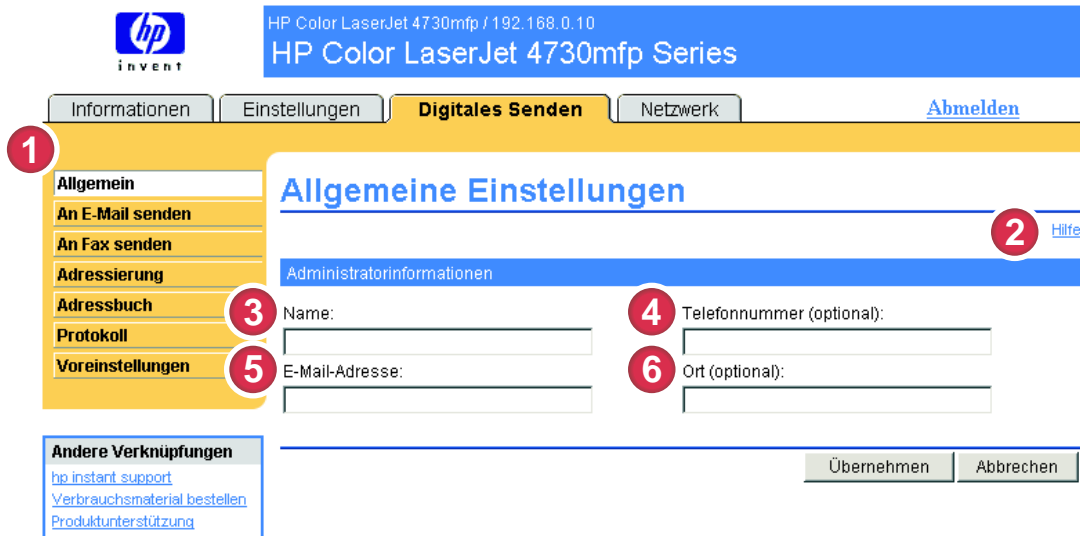 hp
invent
HP Color LaserJet 4730mfp / 192.168.0.10
HP Color LaserJet 4730mfp Series
Informationen
Einstellungen
Digitales Senden
Netzwerk
Abmelden
1
Allgemein
An E-Mail senden
An Fax senden
Adressierung
Adressbuch
Protokoll
Voreinstellungen
Andere Verknüpfungen
hp instant support
Verbrauchsmaterial bestellen
Produktunterstützung
Allgemeine Einstellungen
2 Hilfe
Administratorinformationen
3 Name:
4 Telefonnummer (optional):
5 E-Mail-Adresse:
6 Ort (optional):
Übernehmen
Abbrechen